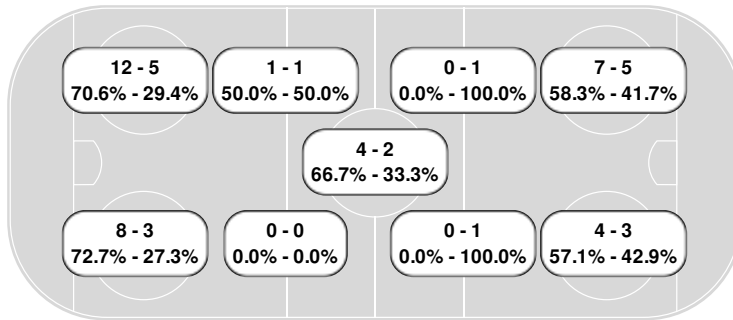 12 - 5
70.6% - 29.4%
1 - 1
50.0% - 50.0%
0 - 1
0.0% - 100.0%
7 - 5
58.3% - 41.7%
4 - 2
66.7% - 33.3%
8 - 3
72.7% - 27.3%
0 - 0
0.0% - 0.0%
0 - 1
0.0% - 100.0%
4 - 3
57.1% - 42.9%